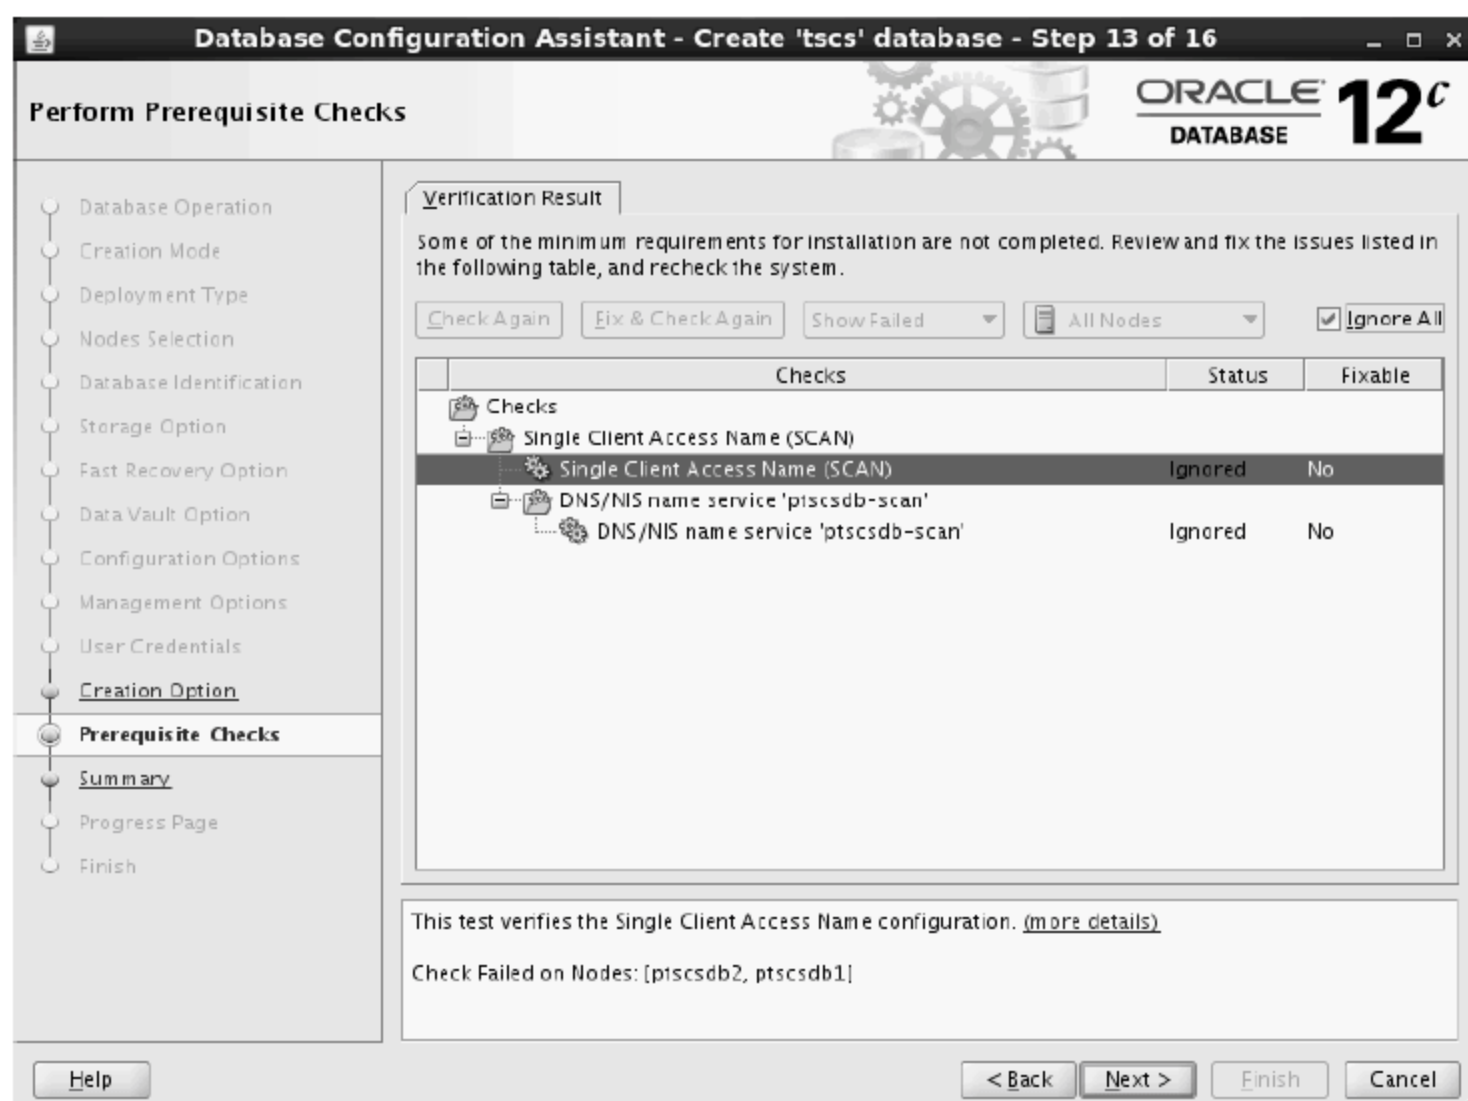 Database Configuration Assistant - Create 'tscs' database - Step 13 of 16
Perform Prerequisite Checks
ORACLE
DATABASE
12c
Database Operation
Creation Mode
Deployment Type
Nodes Selection
Database Identification
Storage Option
Fast Recovery Option
Data Vault Option
Configuration Options
Management Options
User Credentials
Creation Option
Prerequisite Checks
Summary
Progress Page
Finish
Verification Result
Some of the minimum requirements for installation are not completed. Review and fix the issues listed in
the following table, and recheck the system.
Check Again Fix & Check Again Show Failed All Nodes Ignore All
Checks Status Fixable
Checks
Single Client Access Name (SCAN)
Single Client Access Name (SCAN) Ignored No
DNS/NIS name service 'ptscsdb-scan'
DNS/NIS name service 'ptscsdb-scan' Ignored No
This test verifies the Single Client Access Name configuration. (more details)
Check Failed on Nodes: [ptscsdb2, ptscsdb1]
Help < Back Next > Finish Cancel